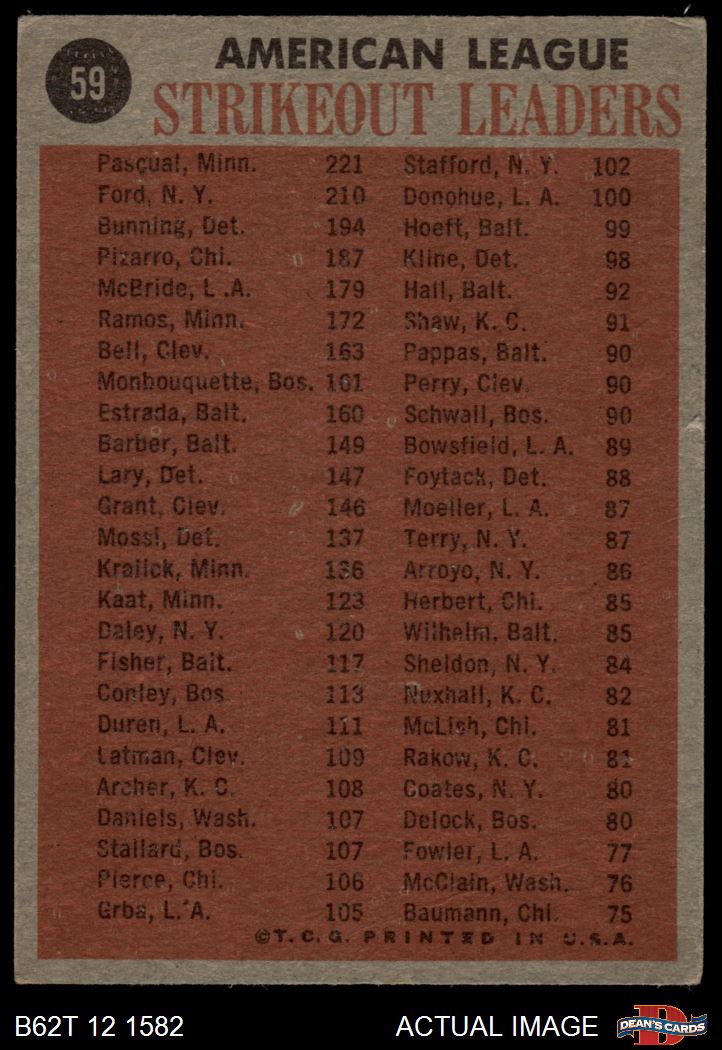 59
AMERICAN LEAGUE
STRIKEOUT LEADERS
Pascual, Minn. 221
Ford, N. Y. 210
Bunning, Det. 194
Pizarro, Chi. 187
McBride, L .A. 179
Ramos, Minn. 172
Bell, Clev. 163
Monbouquette, Bos. 161
Estrada, Balt. 160
Barber, Balt. 149
Lary, Det. 147
Grant, Clev. 146
Mossi, Det. 137
Kralick, Minn. 136
Kaat, Minn. 123
Daley, N. Y. 120
Fisher, Balt. 117
Conley, Bos 113
Duren, L. A. 111
Latman, Clev. 109
Archer, K. C. 108
Daniels, Wash. 107
Stallard, Bos. 107
Pierce, Chi. 106
Grba, L. A. 105
Stafford, N. Y. 102
Donohue, L. A. 100
Hoeft, Balt. 99
Kline, Det. 98
Hall, Balt. 92
Shaw, K. C. 91
Pappas, Balt. 90
Perry, Clev. 90
Schwall, Bos. 90
Bowsfield, L. A. 89
Foytack, Det. 88
Moeller, L. A. 87
Terry, N. Y. 87
Arroyo, N. Y. 86
Herbert, Chi. 85
Wilhelm, Balt. 85
Sheldon, N. Y. 84
Nuxhall, K. C. 82
McLish, Chi. 81
Rakow, K. C. 81
Coates, N. Y. 80
Delock, Bos. 80
Fowler, L. A. 77
McClain, Wash. 76
Baumann, Chi. 75
©T. C. G. PRINTED IN U.S.A.
B62T 12 1582
ACTUAL IMAGE
D
DEAN'S CARDS